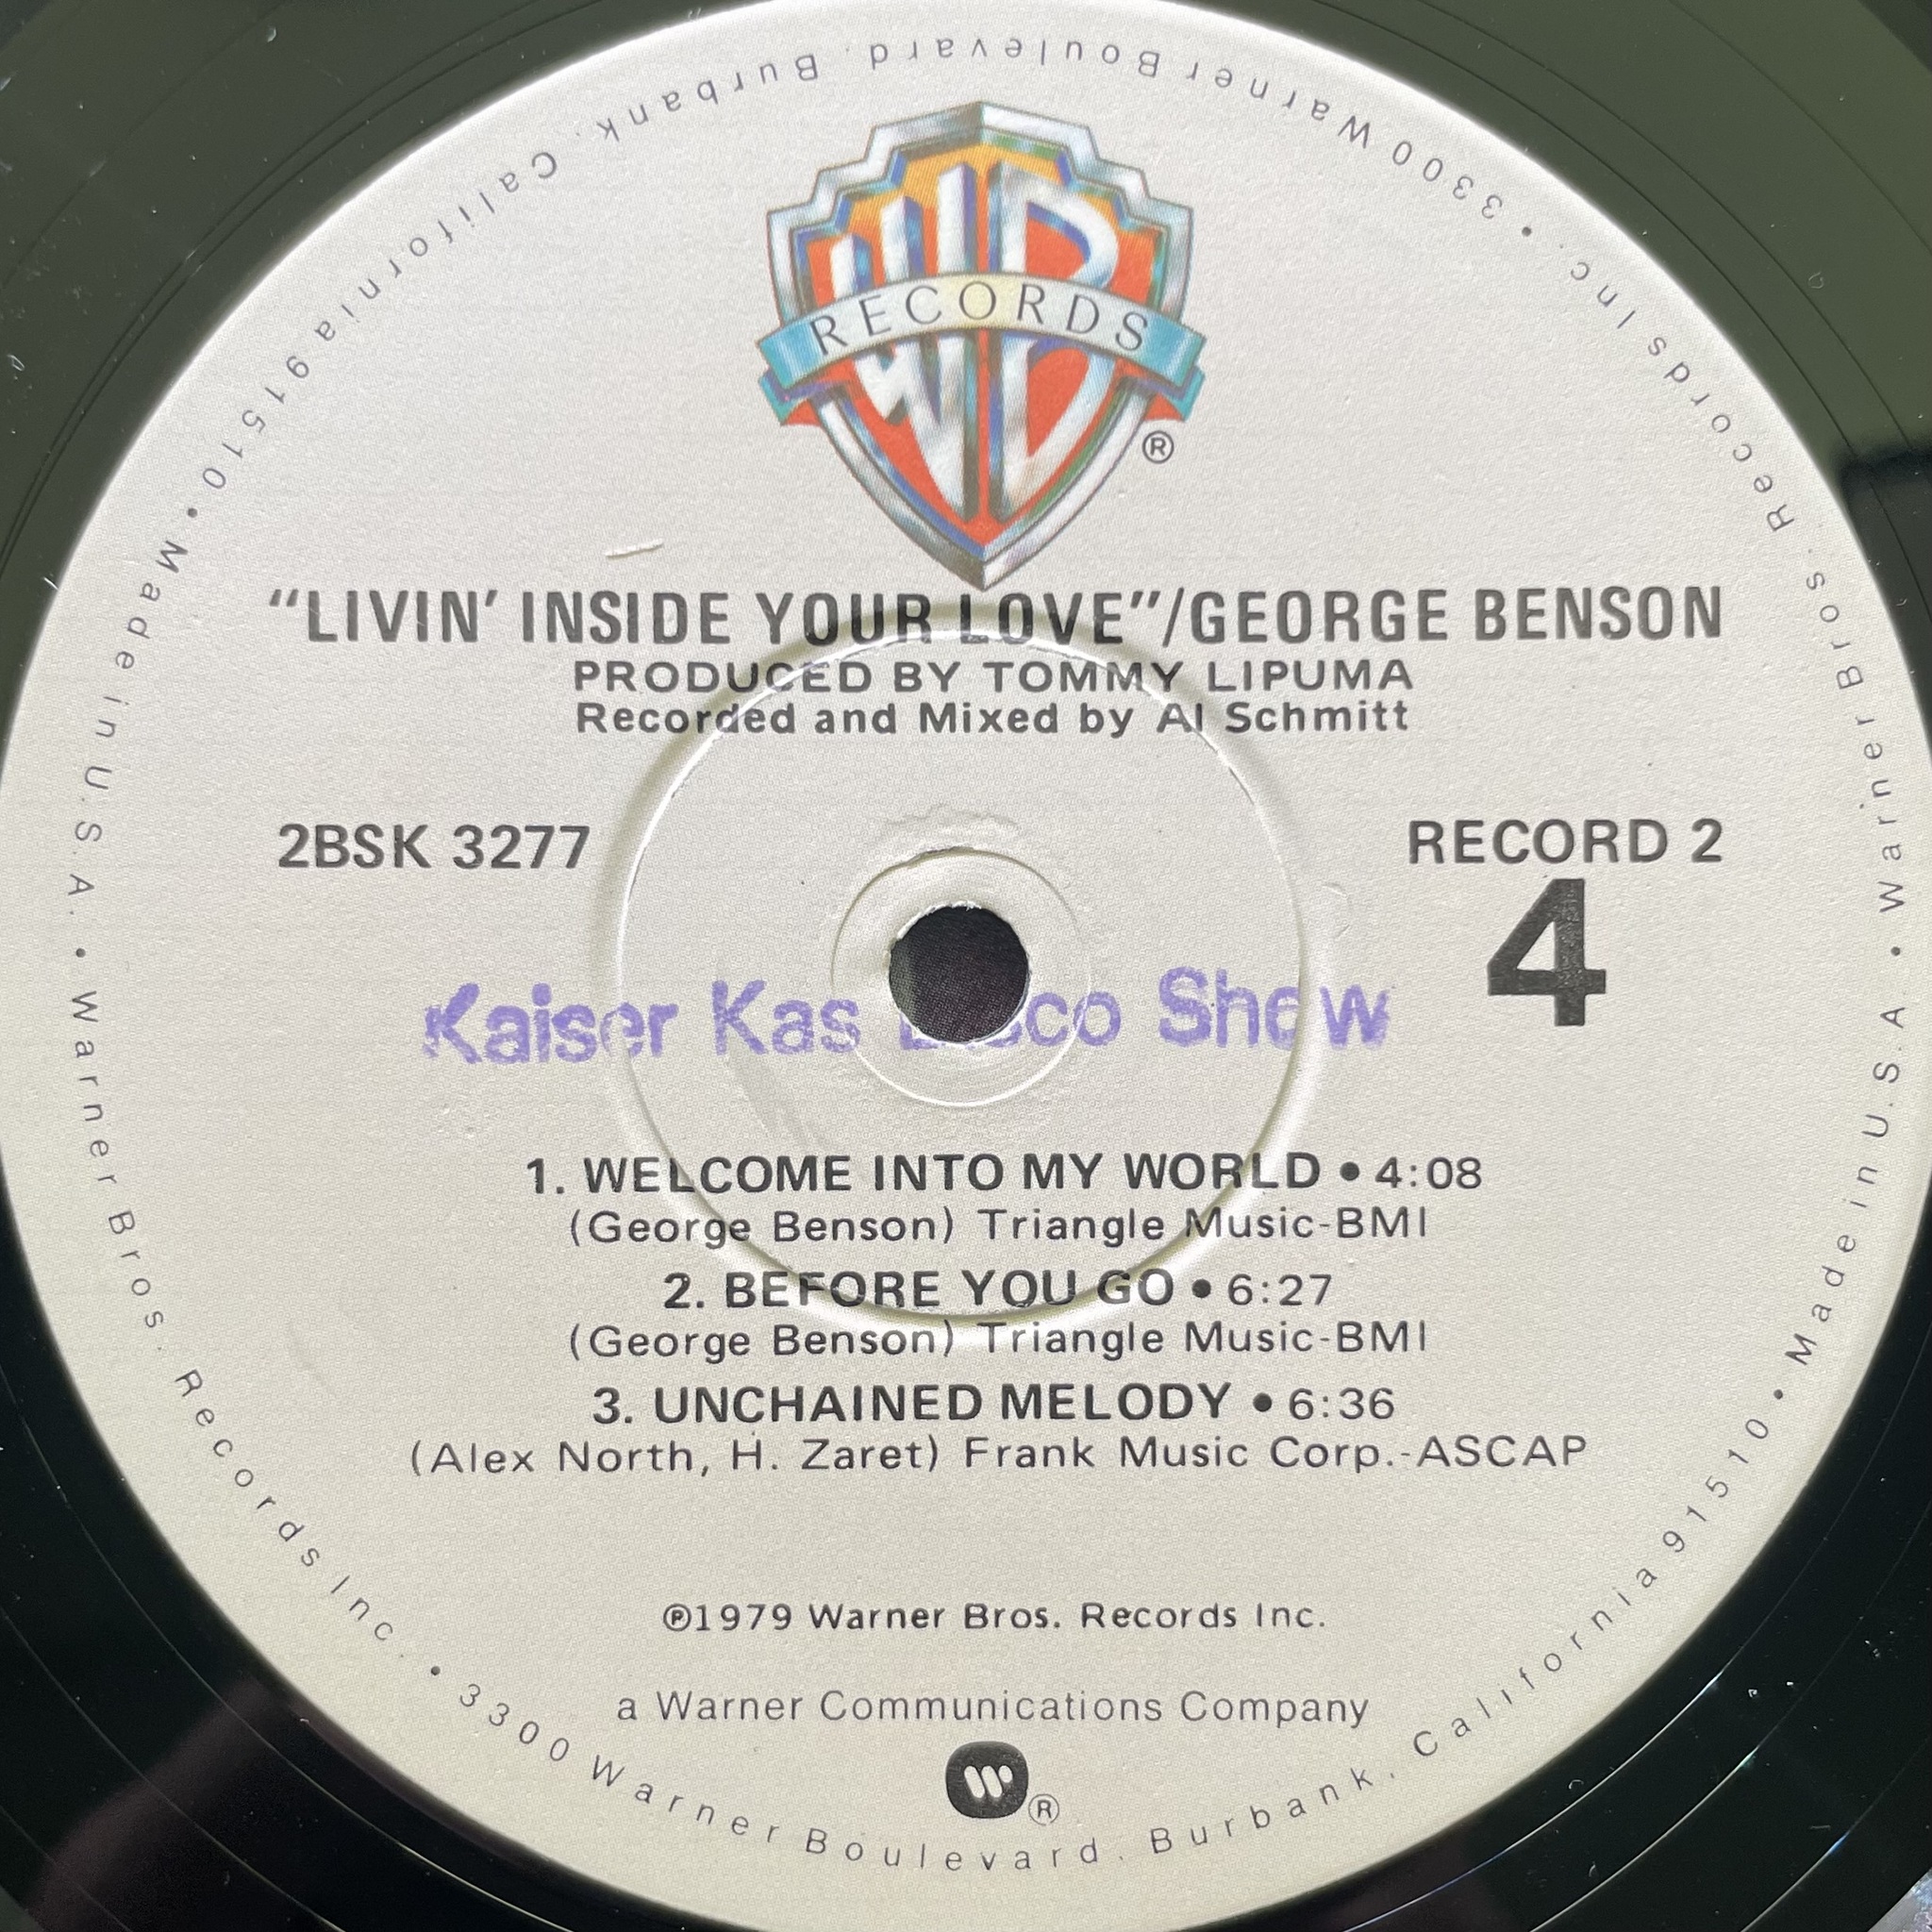 RECORDS
WB
®
"LIVIN' INSIDE YOUR LOVE"/GEORGE BENSON
PRODUCED BY TOMMY LIPUMA
Recorded and Mixed by Al Schmitt
2BSK 3277
RECORD 2
4
Kaiser Kas Show
1. WELCOME INTO MY WORLD • 4:08
(George Benson) Triangle Music-BMI
2. BEFORE YOU GO • 6:27
(George Benson) Triangle Music-BMI
3. UNCHAINED MELODY • 6:36
(Alex North, H. Zaret) Frank Music Corp.-ASCAP
℗1979 Warner Bros. Records Inc.
a Warner Communications Company
®
Warner Bros. Records Inc. • 3300 Warner Boulevard. Burbank. California 91510 • Made in U.S.A. • Warner Bros. Records Inc. • 3300 Warner Boulevard. Burbank. California 91510 • Made in U.S.A. •